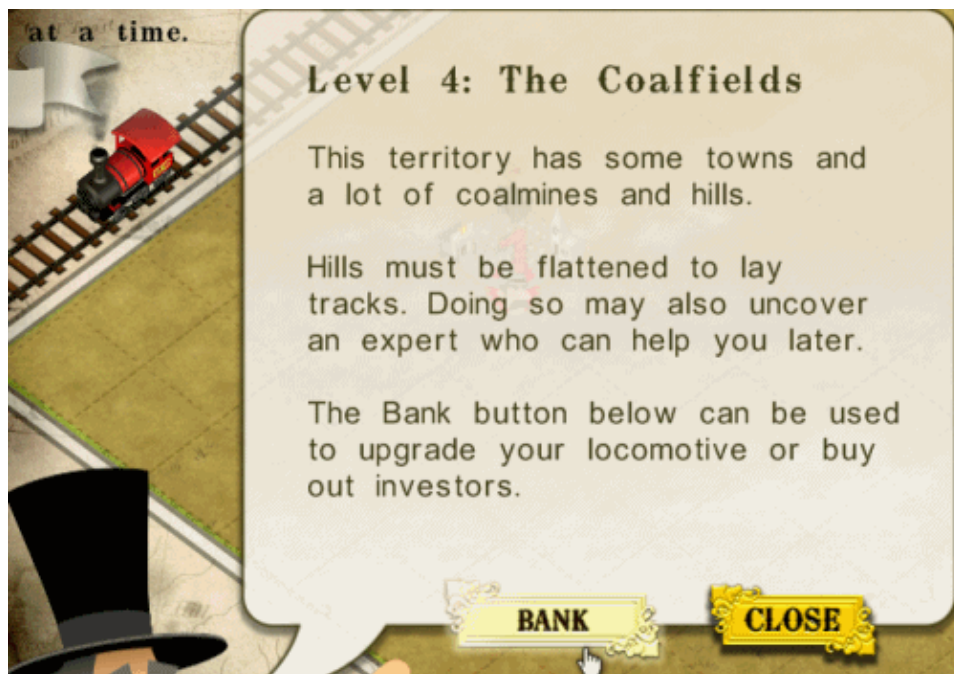 at a time.
Level 4: The Coalfields
This territory has some towns and
a lot of coalmines and hills.
Hills must be flattened to lay
tracks. Doing so may also uncover
an expert who can help you later.
The Bank button below can be used
to upgrade your locomotive or buy
out investors.
BANK
CLOSE